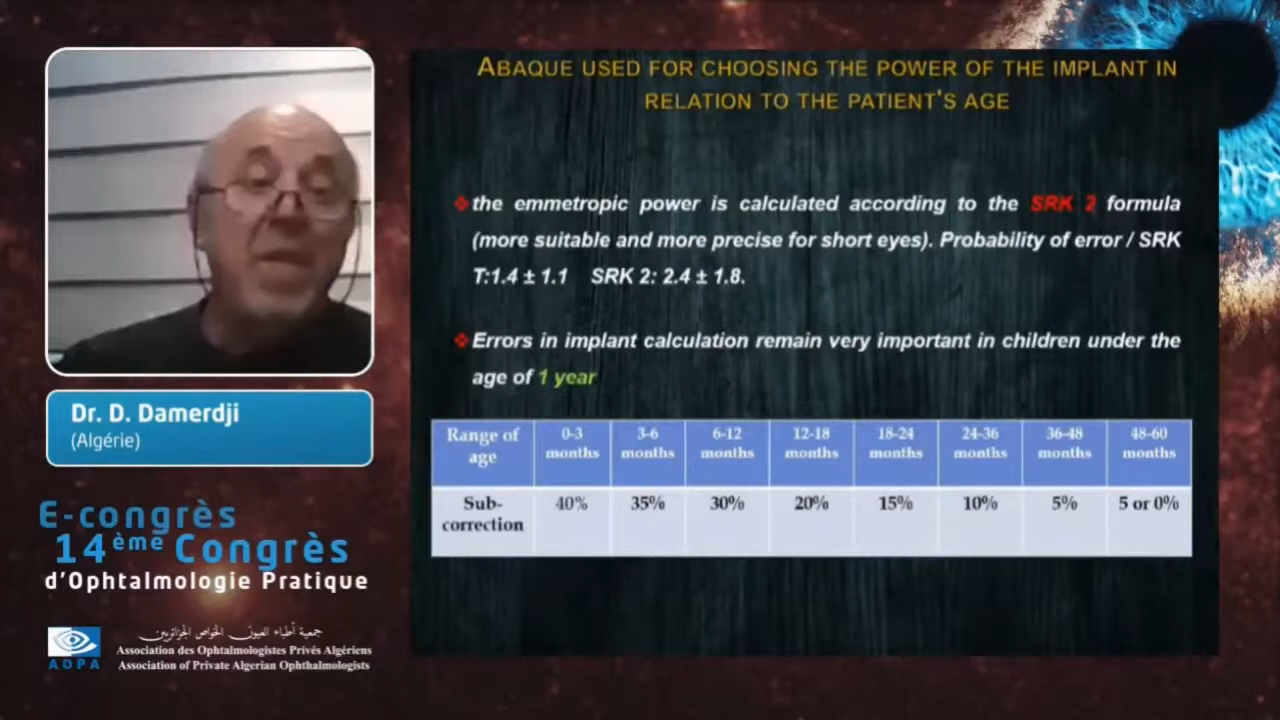 ABAQUE USED FOR CHOOSING THE POWER OF THE IMPLANT IN
RELATION TO THE PATIENT'S AGE
the emmetropic power is calculated according to the SRK 2 formula
(more suitable and more precise for short eyes). Probability of error / SRK
T:1.4 ± 1.1 SRK 2: 2.4 ± 1.8.
Errors in implant calculation remain very important in children under the
age of 1 year
Range of age 0-3 months 3-6 months 6-12 months 12-18 months 18-24 months 24-36 months 36-48 months 48-60 months
Sub-correction 40% 35% 30% 20% 15% 10% 5% 5 or 0%
Dr. D. Damerdji
(Algérie)
E-congrès
14ème Congrès
d'Ophtalmologie Pratique
جمعية أطباء العيون الخواص الجزائريين
AOPA
Association des Ophtalmologistes Privés Algériens
Association of Private Algerian Ophthalmologists